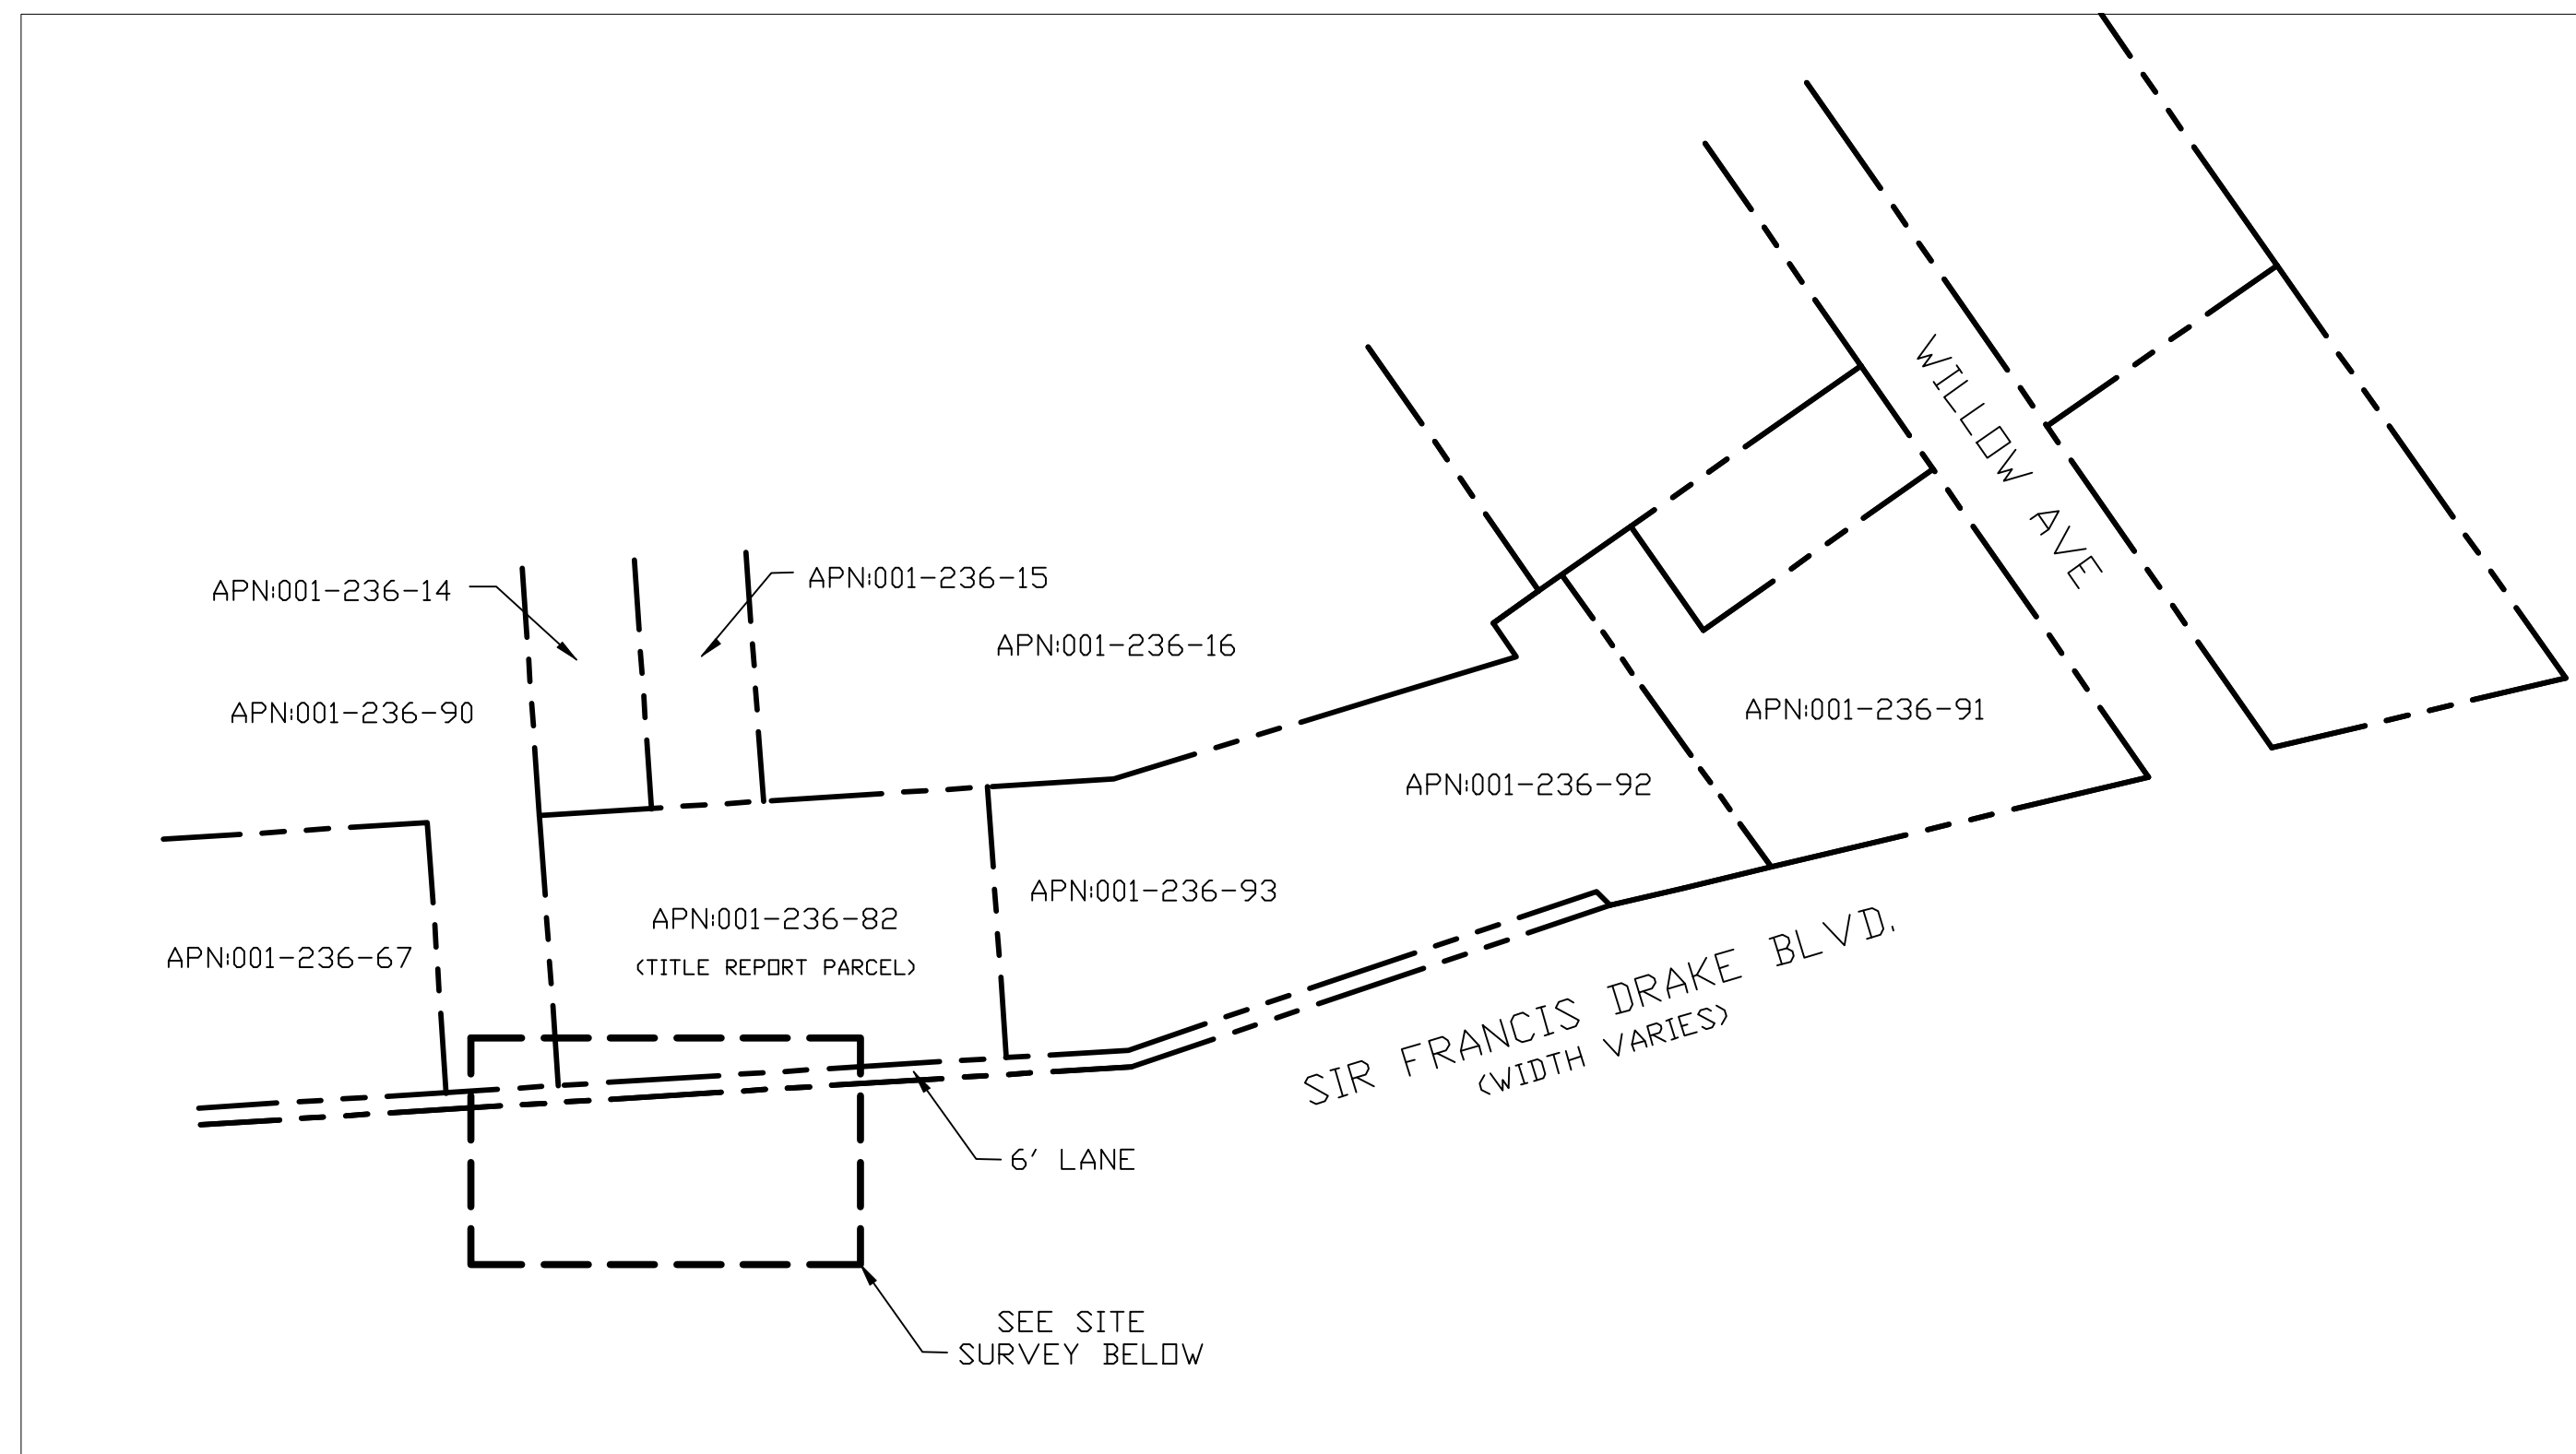 WILLOW AVE
APN:001-236-14
APN:001-236-15
APN:001-236-16
APN:001-236-90
APN:001-236-91
APN:001-236-92
APN:001-236-93
APN:001-236-82
(TITLE REPORT PARCEL)
APN:001-236-67
SIR FRANCIS DRAKE BLVD.
(WIDTH VARIES)
6' LANE
SEE SITE
SURVEY BELOW